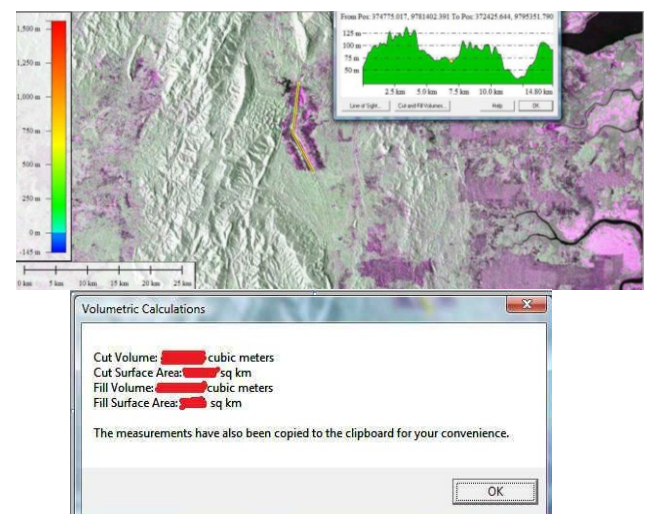 From Pos: 374775.017, 9781402.391 To Pos: 372425.644, 9795351.790
125 m
100 m
75 m
50 m
2.5 km 5.0 km 7.5 km 10.0 km 14.80 km
Line of Sight... Cut and Fill Volumes... Help OK
1,500 m
1,250 m
1,000 m
750 m
500 m
250 m
0 m
-145 m
0 km 5 km 10 km 15 km 20 km 25 km
Volumetric Calculations
Cut Volume: cubic meters
Cut Surface Area: sq km
Fill Volume: cubic meters
Fill Surface Area: sq km
The measurements have also been copied to the clipboard for your convenience.
OK